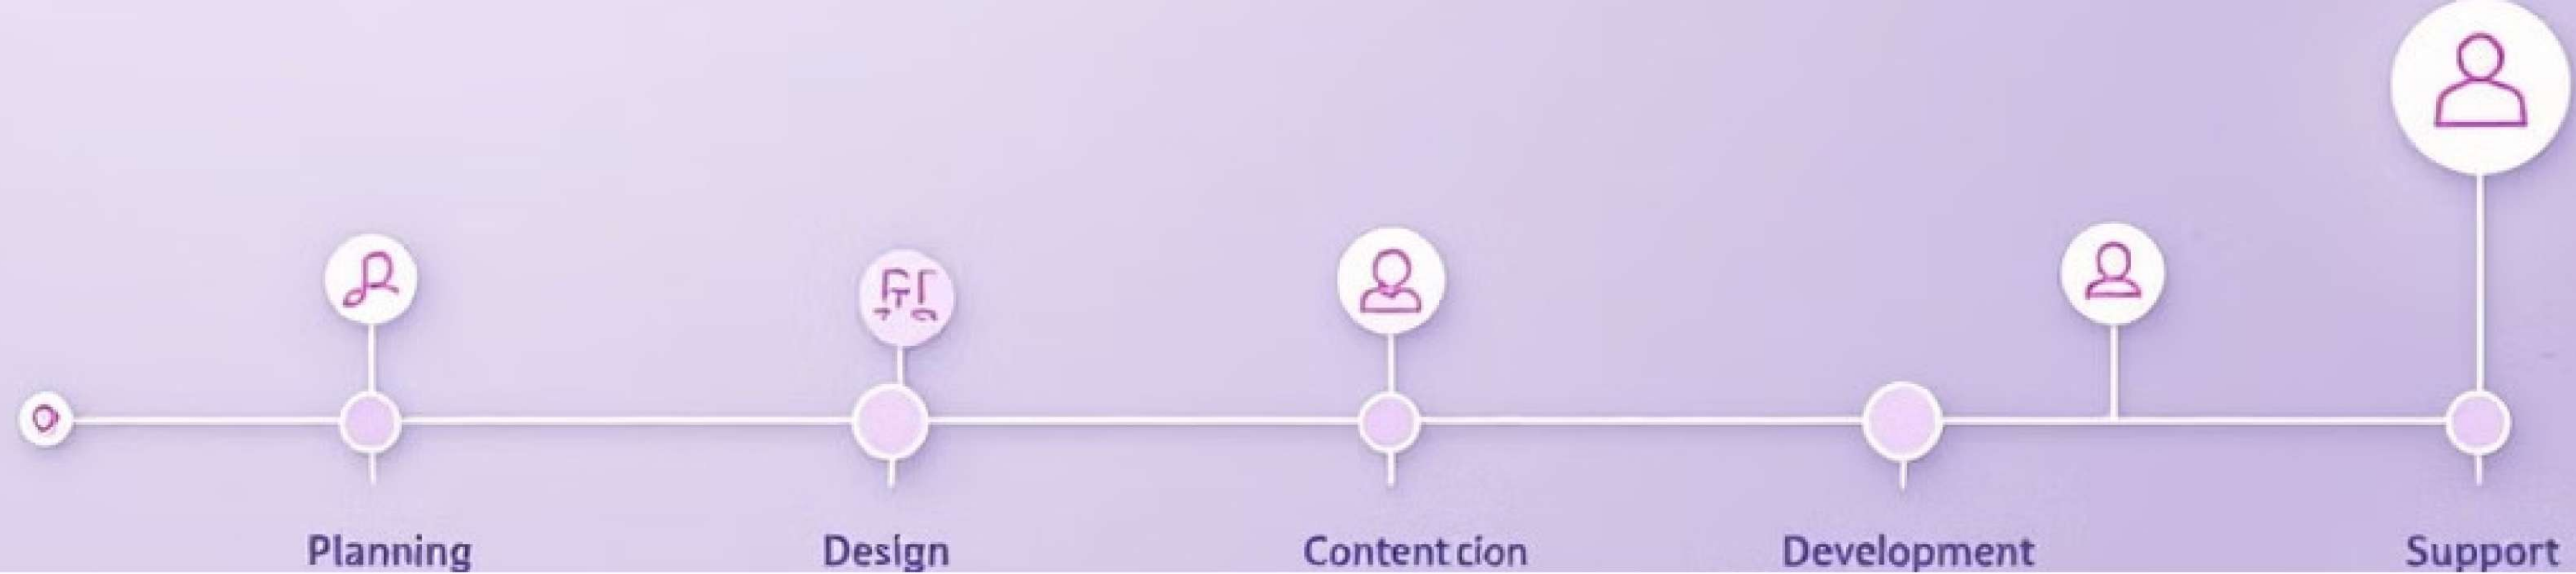 Planning
Design
Content cion
Development
Support